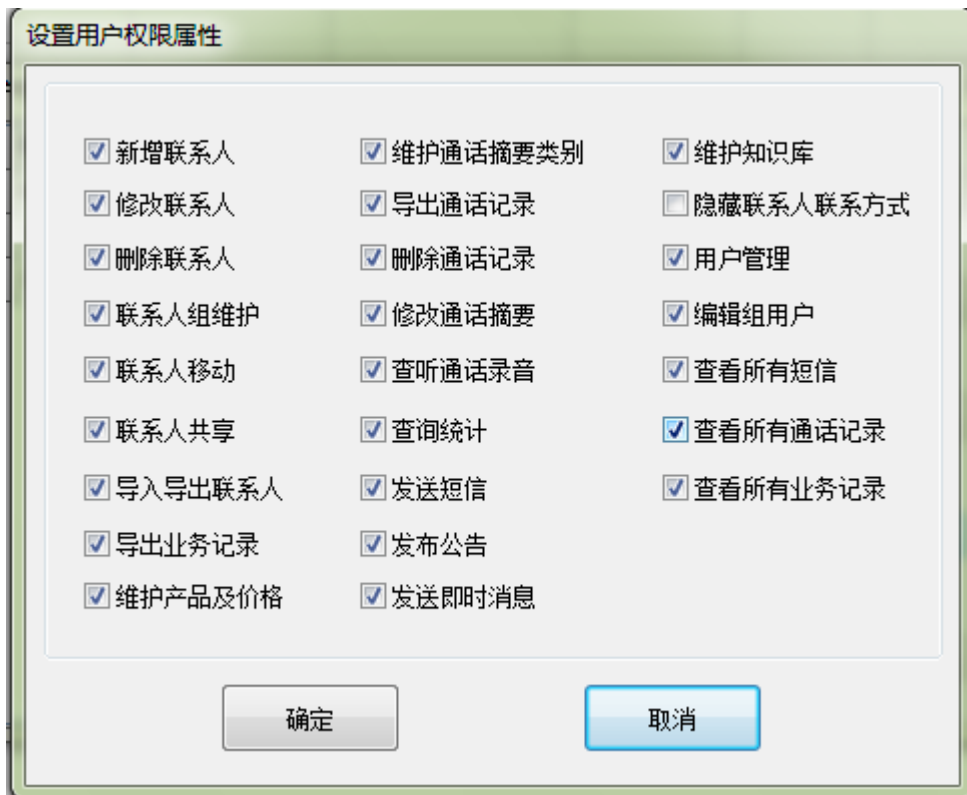 设置用户权限属性
新增联系人 维护通话摘要类别 维护知识库
修改联系人 导出通话记录 隐藏联系人联系方式
删除联系人 删除通话记录 用户管理
联系人组维护 修改通话摘要 编辑组用户
联系人移动 查听通话录音 查看所有短信
联系人共享 查询统计 查看所有通话记录
导入导出联系人 发送短信 查看所有业务记录
导出业务记录 发布公告
维护产品及价格 发送即时消息
确定 取消